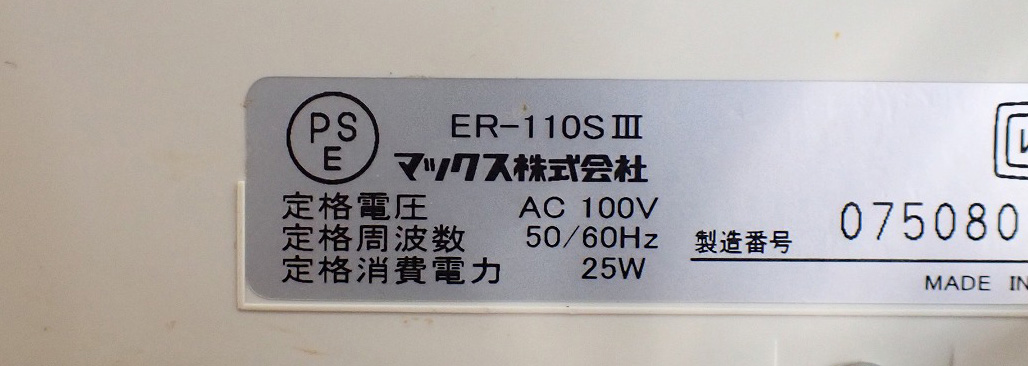 PS
E
ER-110SⅢ
マックス株式会社
定格電圧 AC 100V
定格周波数 50/60Hz
定格消費電力 25W
製造番号 075080
MADE IN